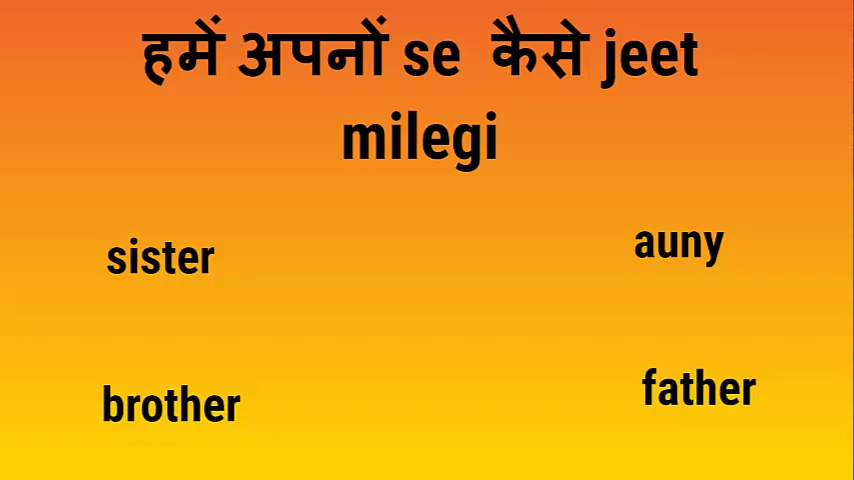 हमें अपनों se कैसे jeet
milegi
sister
auny
brother
father